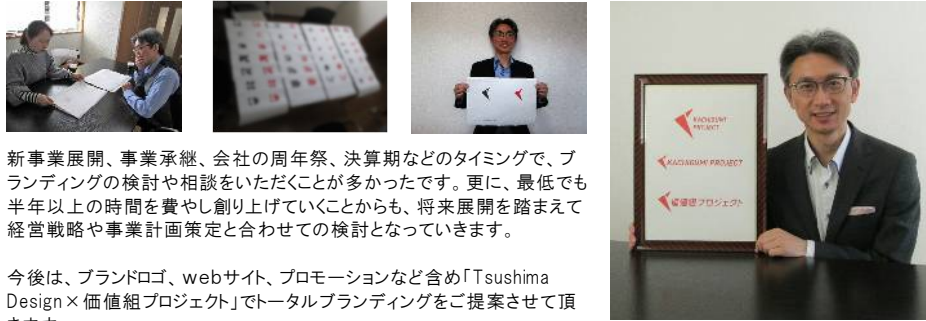 新事業展開、事業承継、会社の周年祭、決算期などのタイミングで、ブ
ランディングの検討や相談をいただくことが多かったです。更に、最低でも
半年以上の時間を費やし創り上げていくことからも、将来展開を踏まえて
経営戦略や事業計画策定と合わせての検討となっていきます。
今後は、ブランドロゴ、webサイト、プロモーションなど含め「Tsushima
Design×価値組プロジェクト」でトータルブランディングをご提案させて頂
KACHIGUMI
PROJECT
KACHIGUMI PROJECT
価値組プロジェクト